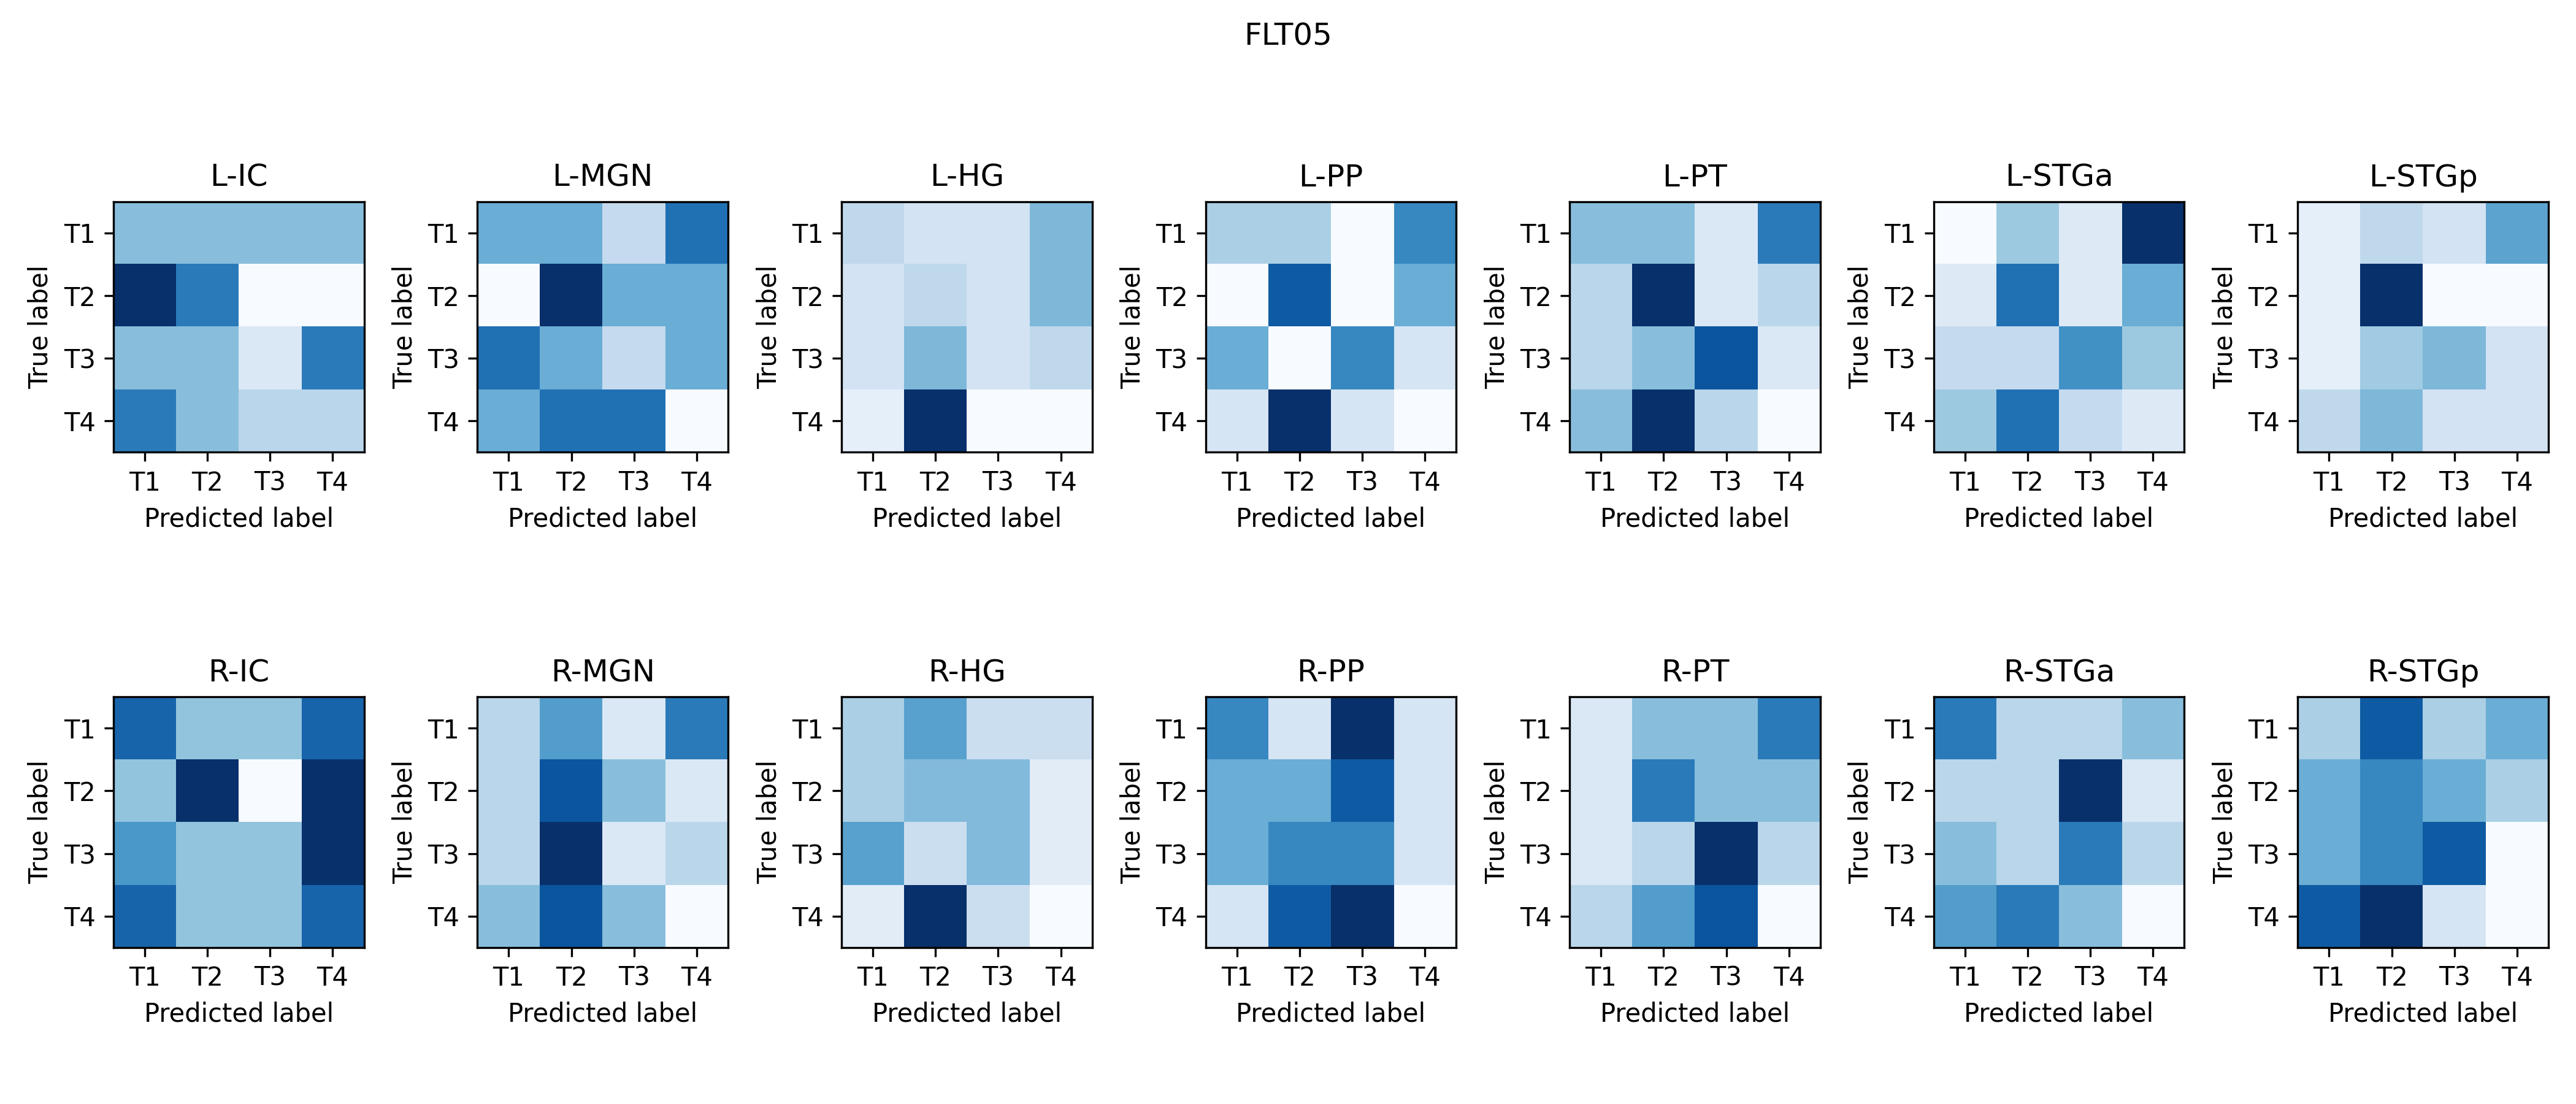 FLT05
L-IC L-MGN L-HG L-PP L-PT L-STGa L-STGp
T1 T1 T1 T1 T1 T1 T1
T2 T2 T2 T2 T2 T2 T2
T3 T3 T3 T3 T3 T3 T3
T4 T4 T4 T4 T4 T4 T4
True label True label True label True label True label True label True label
T1 T2 T3 T4 T1 T2 T3 T4 T1 T2 T3 T4 T1 T2 T3 T4 T1 T2 T3 T4 T1 T2 T3 T4 T1 T2 T3 T4
Predicted label Predicted label Predicted label Predicted label Predicted label Predicted label Predicted label
R-IC R-MGN R-HG R-PP R-PT R-STGa R-STGp
T1 T1 T1 T1 T1 T1 T1
T2 T2 T2 T2 T2 T2 T2
T3 T3 T3 T3 T3 T3 T3
T4 T4 T4 T4 T4 T4 T4
True label True label True label True label True label True label True label
T1 T2 T3 T4 T1 T2 T3 T4 T1 T2 T3 T4 T1 T2 T3 T4 T1 T2 T3 T4 T1 T2 T3 T4 T1 T2 T3 T4
Predicted label Predicted label Predicted label Predicted label Predicted label Predicted label Predicted label